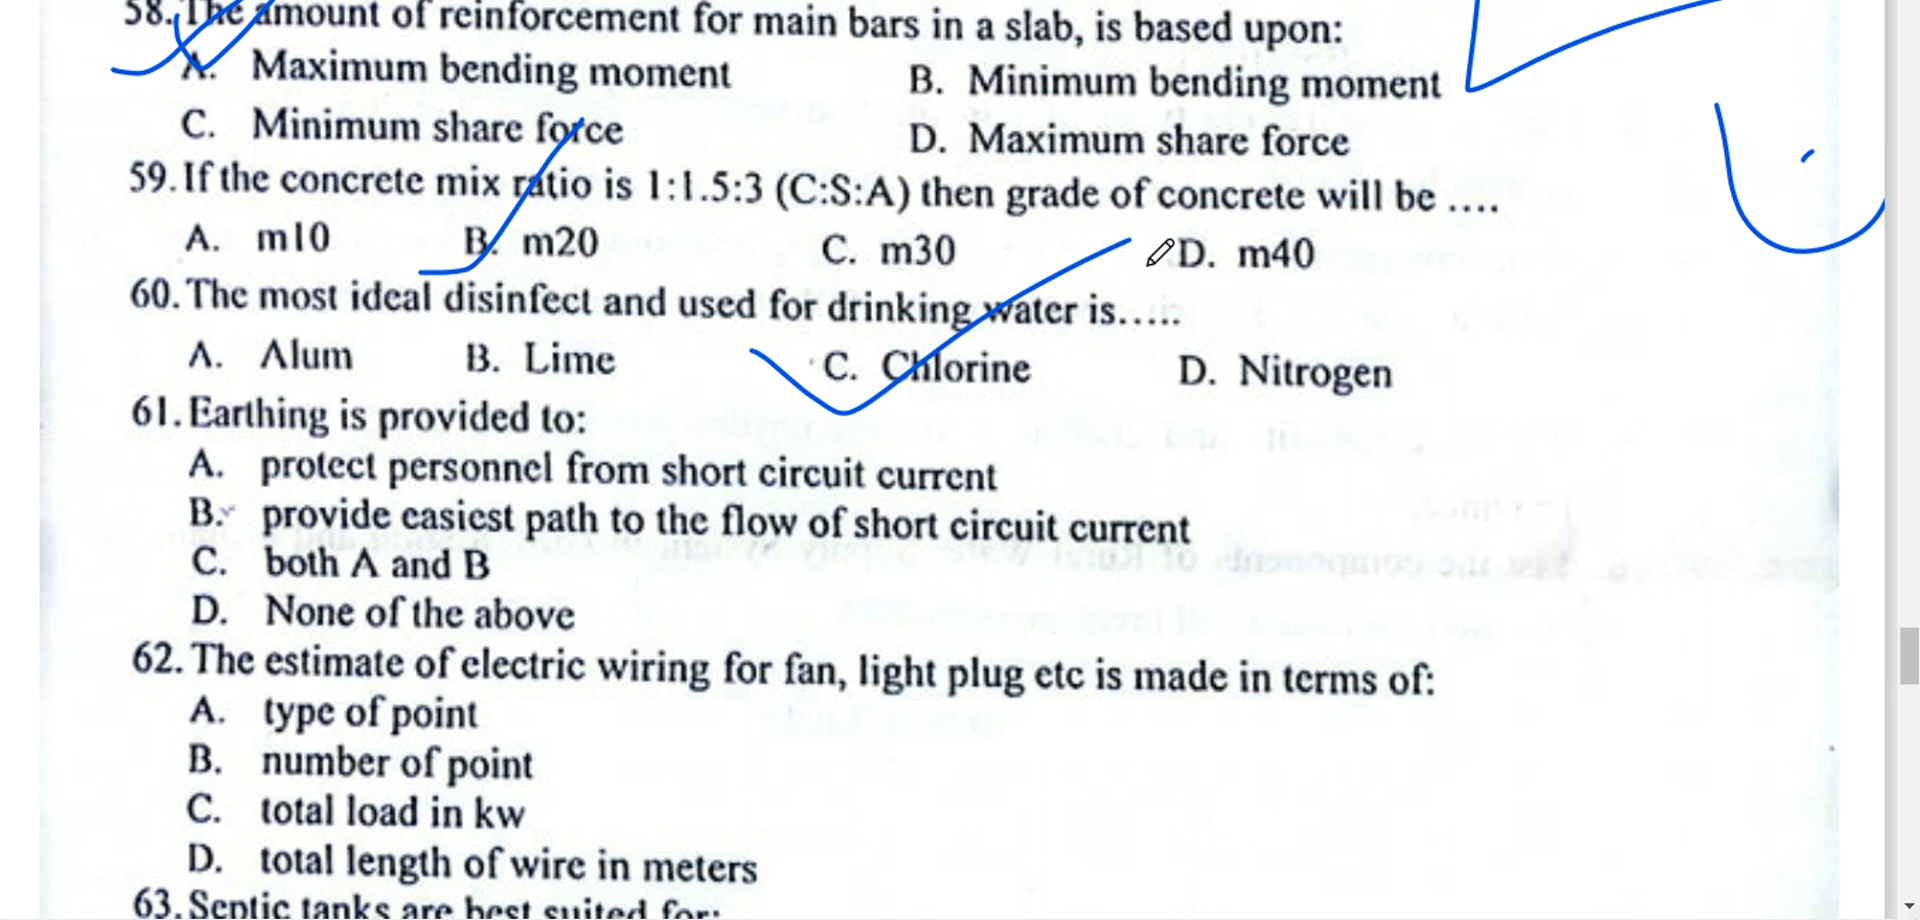 58. The amount of reinforcement for main bars in a slab, is based upon:
A. Maximum bending moment B. Minimum bending moment
C. Minimum share force D. Maximum share force
59. If the concrete mix ratio is 1:1.5:3 (C:S:A) then grade of concrete will be ....
A. m10 B. m20 C. m30 D. m40
60. The most ideal disinfect and used for drinking water is.....
A. Alum B. Lime C. Chlorine D. Nitrogen
61. Earthing is provided to:
A. protect personnel from short circuit current
B. provide easiest path to the flow of short circuit current
C. both A and B
D. None of the above
62. The estimate of electric wiring for fan, light plug etc is made in terms of:
A. type of point
B. number of point
C. total load in kw
D. total length of wire in meters
63. Septic tanks are best suited for: